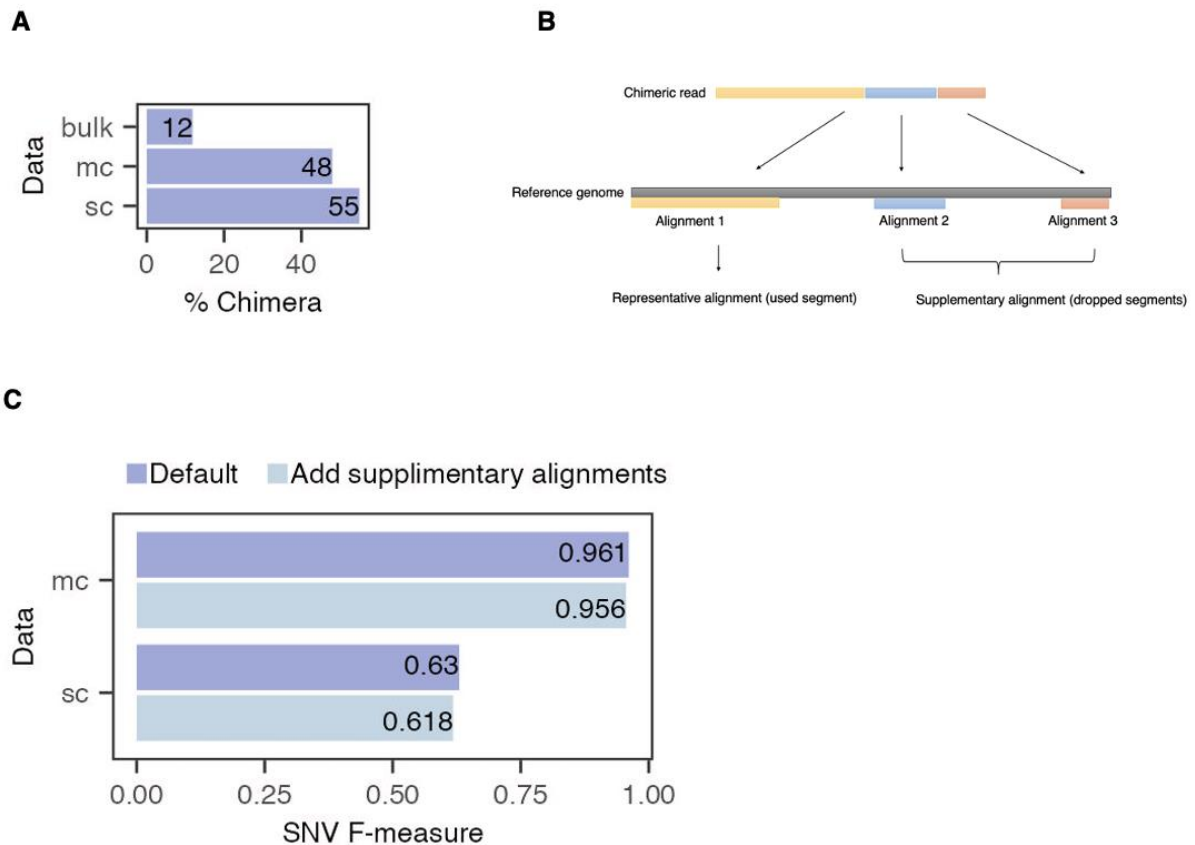 A
Data
bulk
12
mc
48
sc
55
0 20 40
% Chimera
B
Chimeric read
Reference genome
Alignment 1 Alignment 2 Alignment 3
Representative alignment (used segment) Supplementary alignment (dropped segments)
C
Default Add supplimentary alignments
Data
mc
0.961
0.956
sc
0.63
0.618
0.00 0.25 0.50 0.75 1.00
SNV F-measure